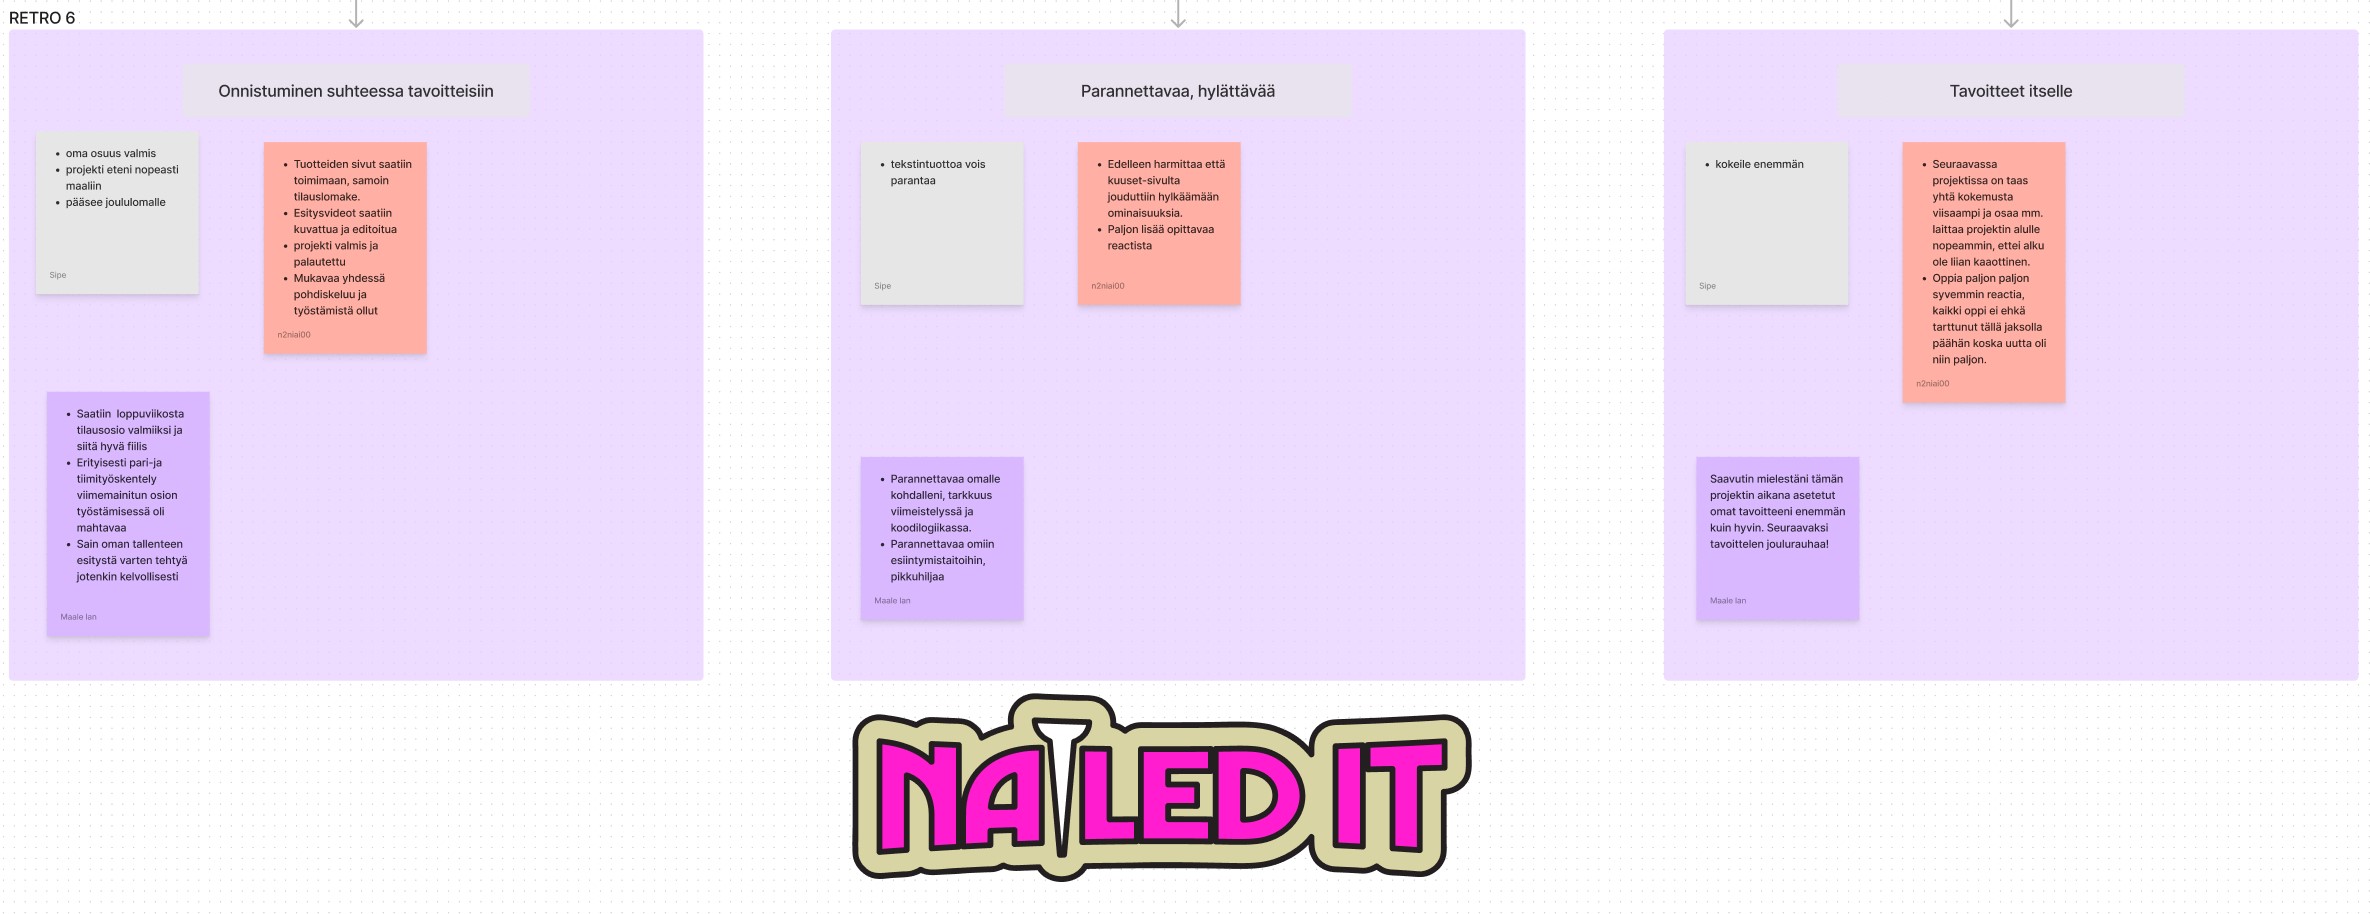 RETRO 6
Onnistuminen suhteessa tavoitteisiin
oma osuus valmis
projekti eteni nopeasti
maaliin
pääsee joululomalle
Sipe
Tuotteiden sivut saatiin
toimimaan, samoin
tilauslomake.
Esitysvideot saatiin
kuvattua ja editoitua
projekti valmis ja
palautettu
Mukavaa yhdessä
pohdiskeluu ja
työstämistä ollut
n2niai00
Saatiin loppuviikosta
tilausosio valmiiksi ja
siitä hyvä fiilis
Erityisesti pari-ja
tiimityöskentely
viimemainitun osion
työstämisessä oli
mahtavaa
Sain oman tallenteen
esitystä varten tehtyä
jotenkin kelvollisesti
Maale Ian
Parannettavaa, hylättävää
tekstintuottoa vois
parantaa
Sipe
Edelleen harmittaa että
kuuset-sivulta
jouduttiin hylkäämään
ominaisuuksia.
Paljon lisää opittavaa
reactista
n2niai00
Parannettavaa omalle
kohdalleni, tarkkuus
viimeistelyssä ja
koodilogiikassa.
Parannettavaa omiin
esiintymistaitoihin,
pikkuhiljaa
Maale Ian
Tavoitteet itselle
kokeile enemmän
Sipe
Seuraavassa
projektissa on taas
yhtä kokemusta
viisaampi ja osaa mm.
laittaa projektin alulle
nopeammin, ettei alku
ole liian kaaottinen.
Oppia paljon paljon
syvemmin reactia,
kaikki oppi ei ehkä
tarttunut tällä jaksolla
päähän koska uutta oli
niin paljon.
n2niai00
Saavutin mielestäni tämän
projektin aikana asetetut
omat tavoitteeni enemmän
kuin hyvin. Seuraavaksi
tavoittelen joulurauhaa!
Maale Ian
NAILED IT